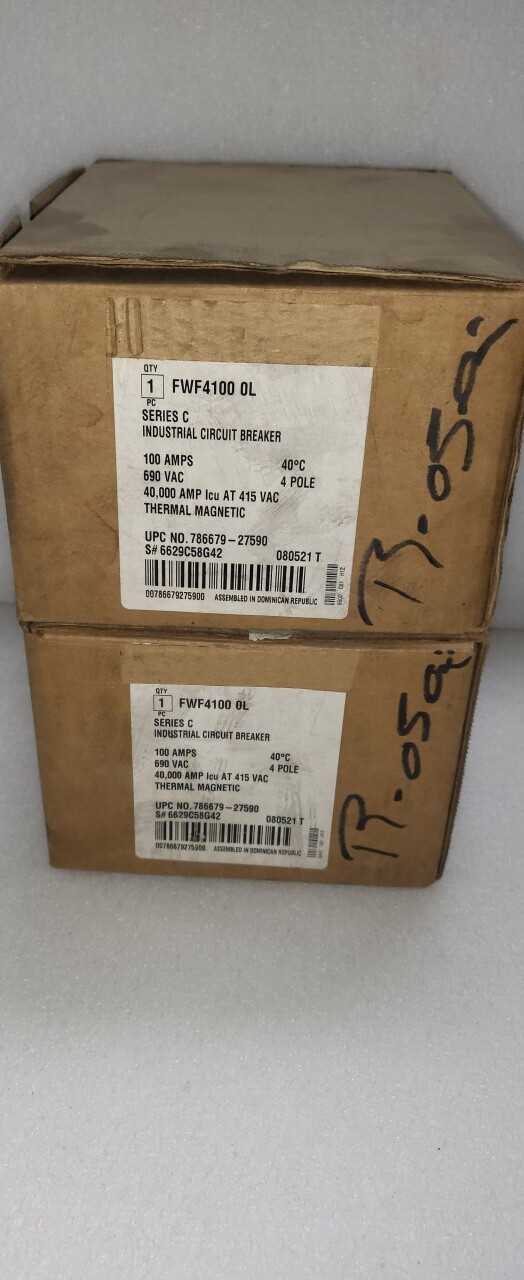 QTY
1 FWF4100 0L
PC
SERIES C
INDUSTRIAL CIRCUIT BREAKER
100 AMPS 40°C
690 VAC 4 POLE
40,000 AMP Icu AT 415 VAC
THERMAL MAGNETIC
UPC NO. 786679-27590
S# 6629C58G42 080521 T
00786679275900 ASSEMBLED IN DOMINICAN REPUBLIC
QTY
1 FWF4100 0L
PC
SERIES C
INDUSTRIAL CIRCUIT BREAKER
100 AMPS 40°C
690 VAC 4 POLE
40,000 AMP Icu AT 415 VAC
THERMAL MAGNETIC
UPC NO. 786679-27590
S# 6629C58G42 080521 T
00786679275900 ASSEMBLED IN DOMINICAN REPUBLIC